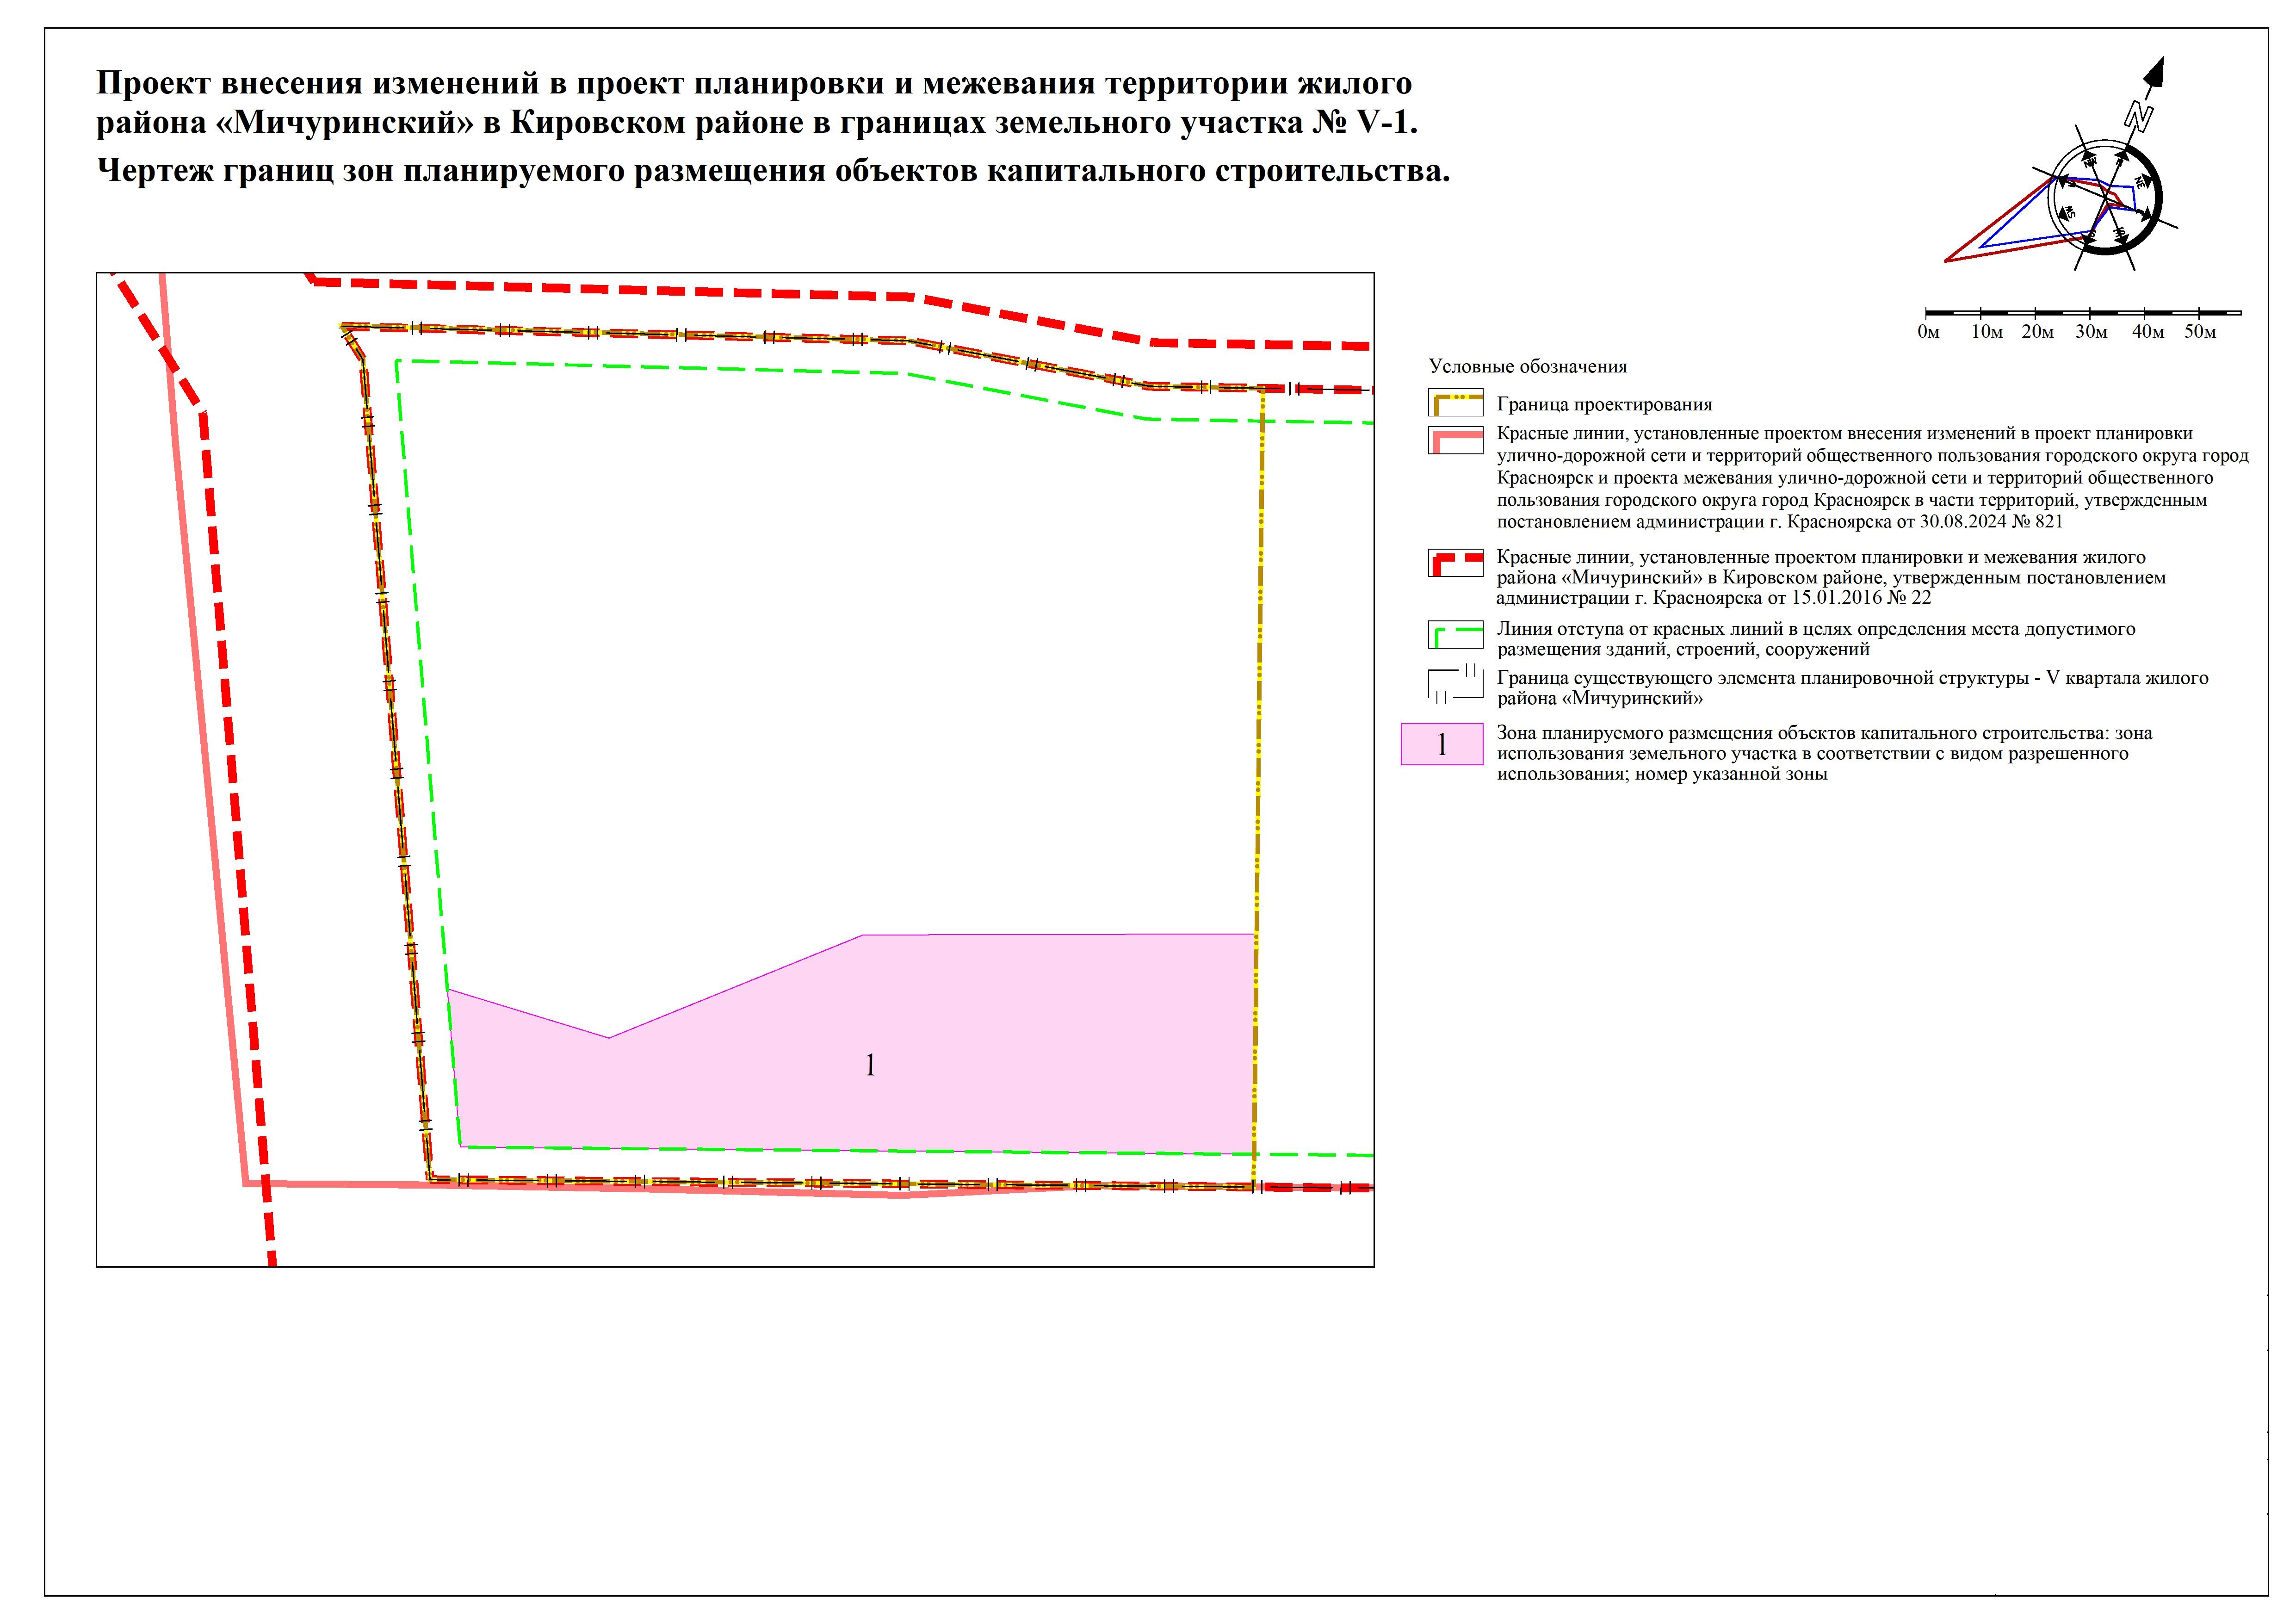 Проект внесения изменений в проект планировки и межевания территории жилого
района «Мичуринский» в Кировском районе в границах земельного участка № V-1.
Чертеж границ зон планируемого размещения объектов капитального строительства.
N
NW
NE
SW
S
0м 10м 20м 30м 40м 50м
Условные обозначения
Граница проектирования
Красные линии, установленные проектом внесения изменений в проект планировки
улично-дорожной сети и территорий общественного пользования городского округа город
Красноярск и проекта межевания улично-дорожной сети и территорий общественного
пользования городского округа город Красноярск в части территорий, утвержденным
постановлением администрации г. Красноярска от 30.08.2024 № 821
Красные линии, установленные проектом планировки и межевания жилого
района «Мичуринский» в Кировском районе, утвержденным постановлением
администрации г. Красноярска от 15.01.2016 № 22
Линия отступа от красных линий в целях определения места допустимого
размещения зданий, строений, сооружений
Граница существующего элемента планировочной структуры - V квартала жилого
района «Мичуринский»
1
Зона планируемого размещения объектов капитального строительства: зона
использования земельного участка в соответствии с видом разрешенного
использования; номер указанной зоны
1